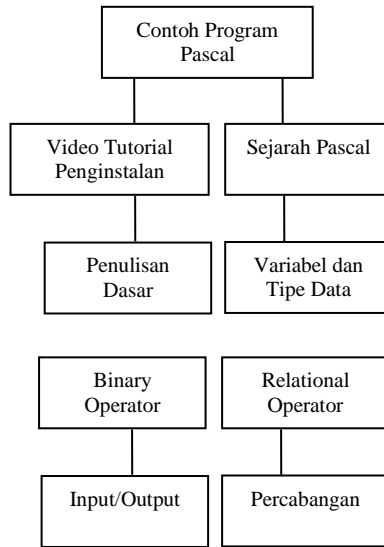 Contoh Program
Pascal
Video Tutorial
Penginstalan
Sejarah Pascal
Penulisan
Dasar
Variabel dan
Tipe Data
Binary
Operator
Relational
Operator
Input/Output
Percabangan